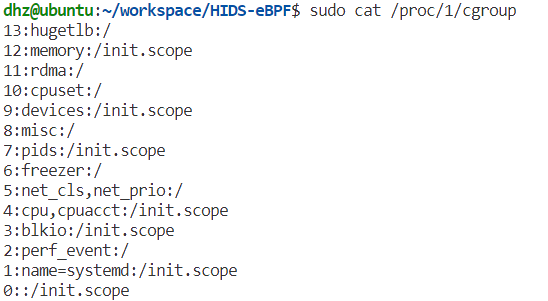 dhz@ubuntu:~/workspace/HIDS-eBPF$ sudo cat /proc/1/cgroup
13:hugetlb:/
12:memory:/init.scope
11:rdma:/
10:cpuset:/
9:devices:/init.scope
8:misc:/
7:pids:/init.scope
6:freezer:/
5:net_cls,net_prio:/
4:cpu,cpuacct:/init.scope
3:blkio:/init.scope
2:perf_event:/
1:name=systemd:/init.scope
0::/init.scope